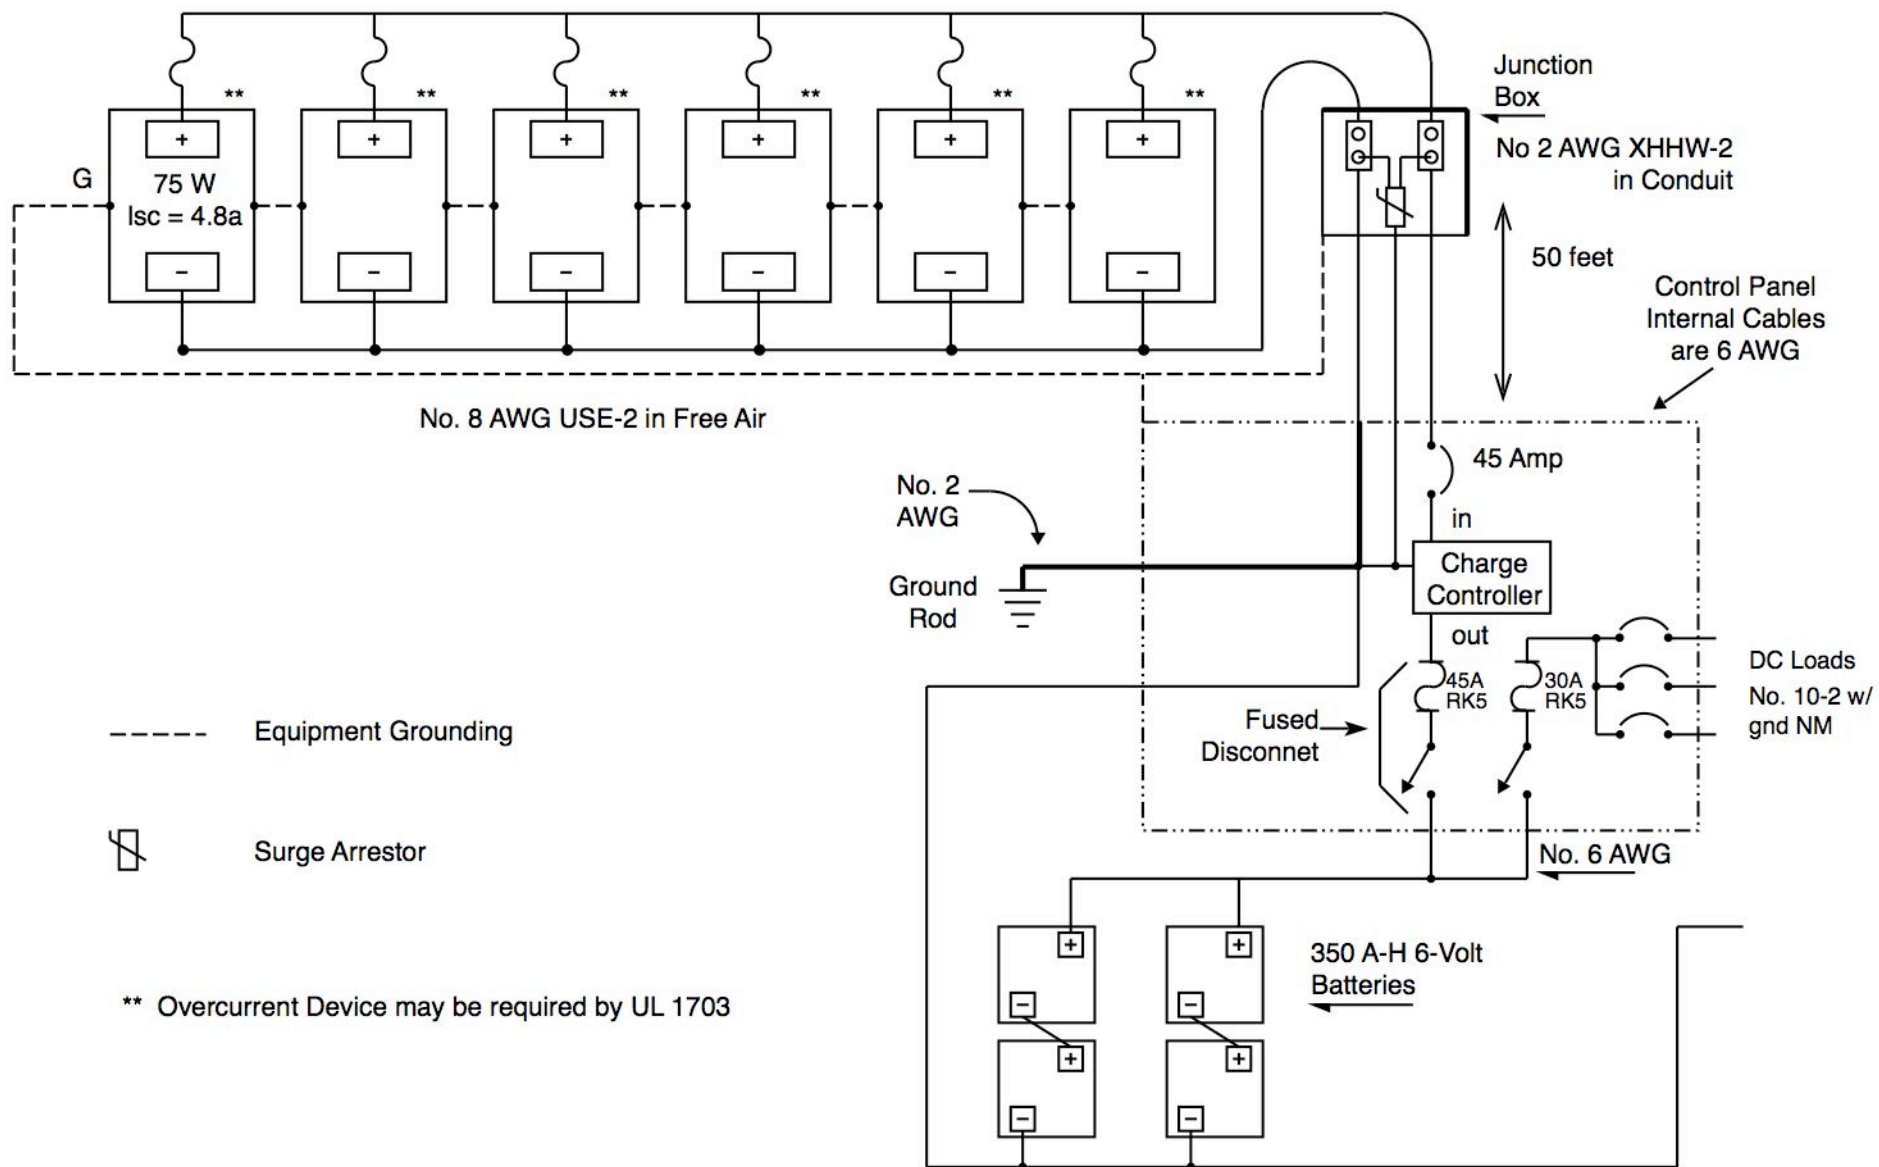 ** ** ** ** ** **
+ + + + + +
G
75 W
Isc = 4.8a
− − − − − −
Junction
Box
No 2 AWG XHHW-2
in Conduit
50 feet
Control Panel
Internal Cables
are 6 AWG
No. 8 AWG USE-2 in Free Air
45 Amp
in
No. 2
AWG
Ground
Rod
Charge
Controller
out
45A
RK5
30A
RK5
DC Loads
No. 10-2 w/
gnd NM
Fused
Disconnet
Equipment Grounding
Surge Arrestor
No. 6 AWG
+ +
350 A-H 6-Volt
Batteries
− −
+ +
− −
** Overcurrent Device may be required by UL 1703